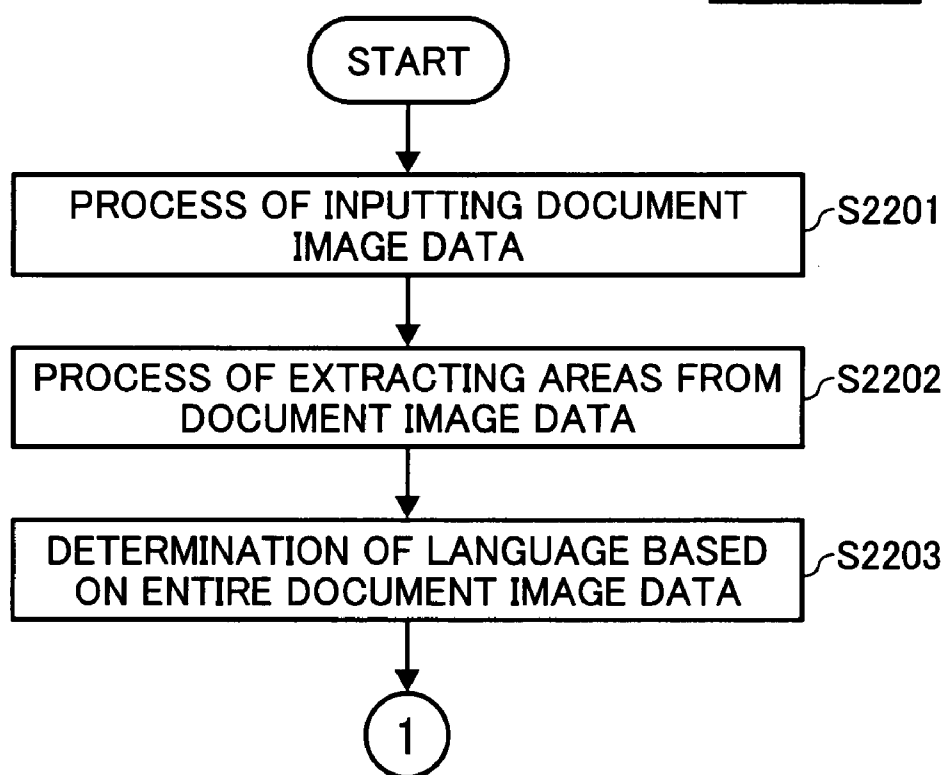 START
PROCESS OF INPUTTING DOCUMENT
IMAGE DATA
S2201
PROCESS OF EXTRACTING AREAS FROM
DOCUMENT IMAGE DATA
S2202
DETERMINATION OF LANGUAGE BASED
ON ENTIRE DOCUMENT IMAGE DATA
S2203
1